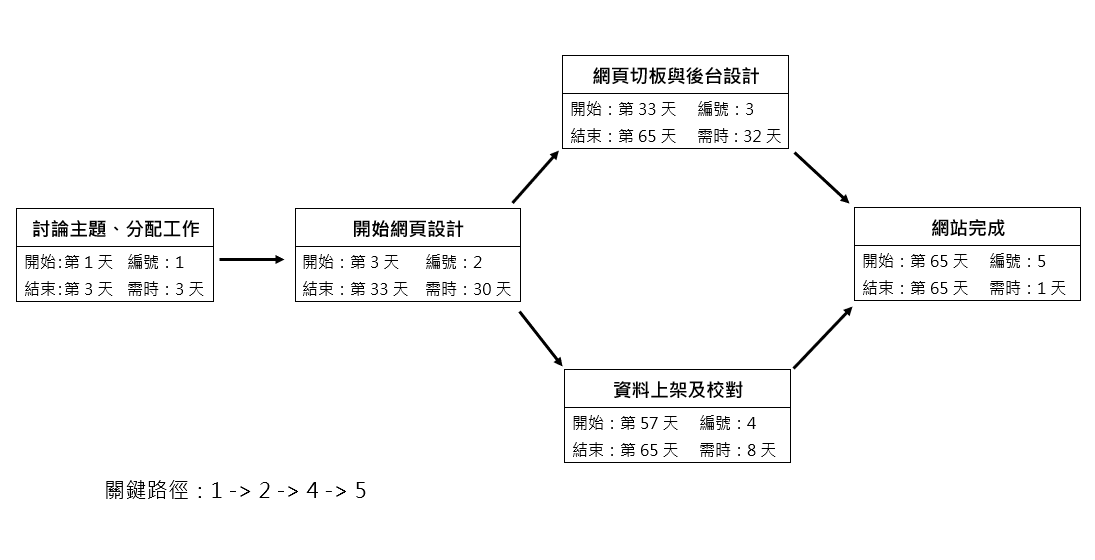 討論主題、分配工作
開始:第 1 天 編號：1
結束:第 3 天 需時：3 天
開始網頁設計
開始：第 3 天 編號：2
結束：第 33 天 需時：30 天
網頁切板與後台設計
開始：第 33 天 編號：3
結束：第 65 天 需時：32 天
資料上架及校對
開始：第 57 天 編號：4
結束：第 65 天 需時：8 天
網站完成
開始：第 65 天 編號：5
結束：第 65 天 需時：1 天
關鍵路徑：1 -> 2 -> 4 -> 5